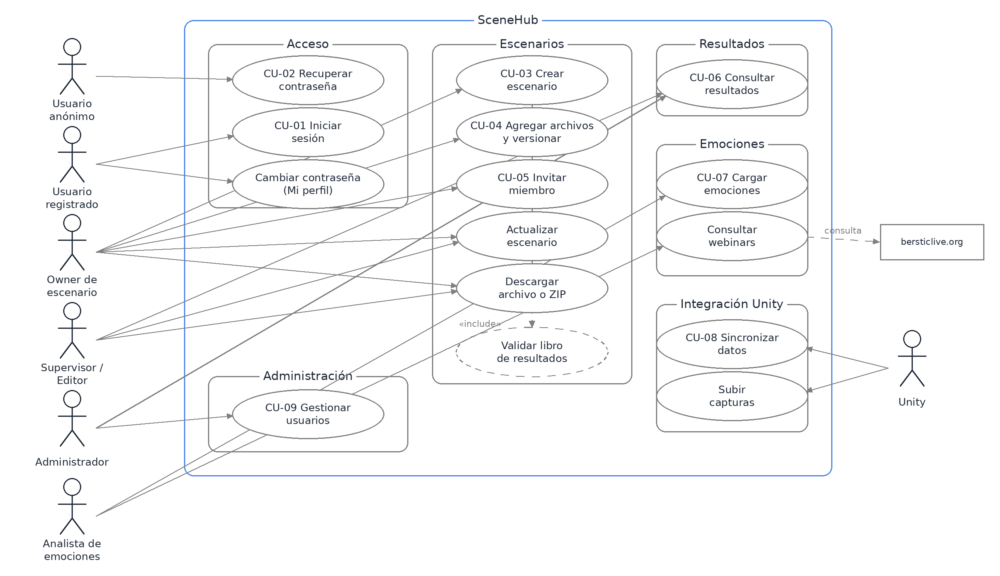 SceneHub
Acceso
CU-02 Recuperar
contraseña
CU-01 Iniciar
sesión
Cambiar contraseña
(Mi perfil)
Escenarios
CU-03 Crear
escenario
CU-04 Agregar archivos
y versionar
CU-05 Invitar
miembro
Actualizar
escenario
Descargar
archivo o ZIP
«include»
Validar libro
de resultados
Resultados
CU-06 Consultar
resultados
Emociones
CU-07 Cargar
emociones
Consultar
webinars
consulta
bersticlive.org
Integración Unity
CU-08 Sincronizar
datos
Subir
capturas
Administración
CU-09 Gestionar
usuarios
Usuario
anónimo
Usuario
registrado
Owner de
escenario
Supervisor /
Editor
Administrador
Analista de
emociones
Unity